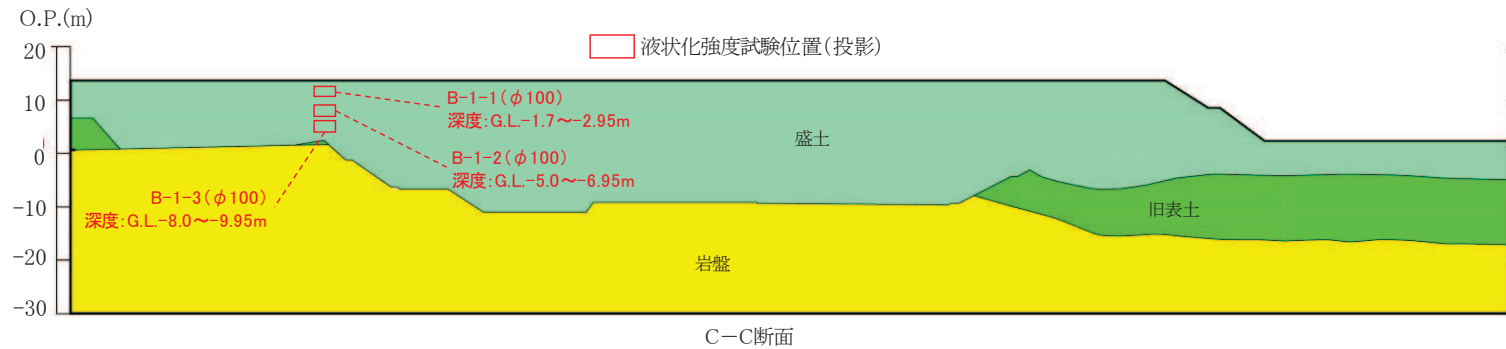 O.P.(m)
20
10
0
-10
-20
-30
液状化強度試験位置(投影)
B-1-1(φ100)
深度:G.L.-1.7～-2.95m
B-1-2(φ100)
深度:G.L.-5.0～-6.95m
B-1-3(φ100)
深度:G.L.-8.0～-9.95m
盛土
旧表土
岩盤
C－C断面